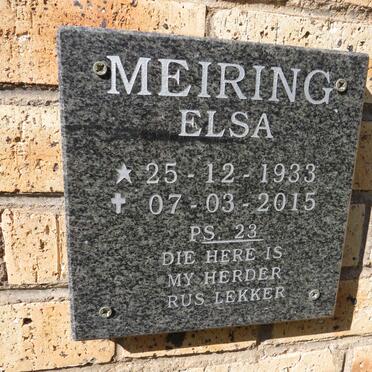 MEIRING
ELSA
★ 25 - 12 - 1933
✝ 07 - 03 - 2015
PS 23
DIE HERE IS
MY HERDER
RUS LEKKER